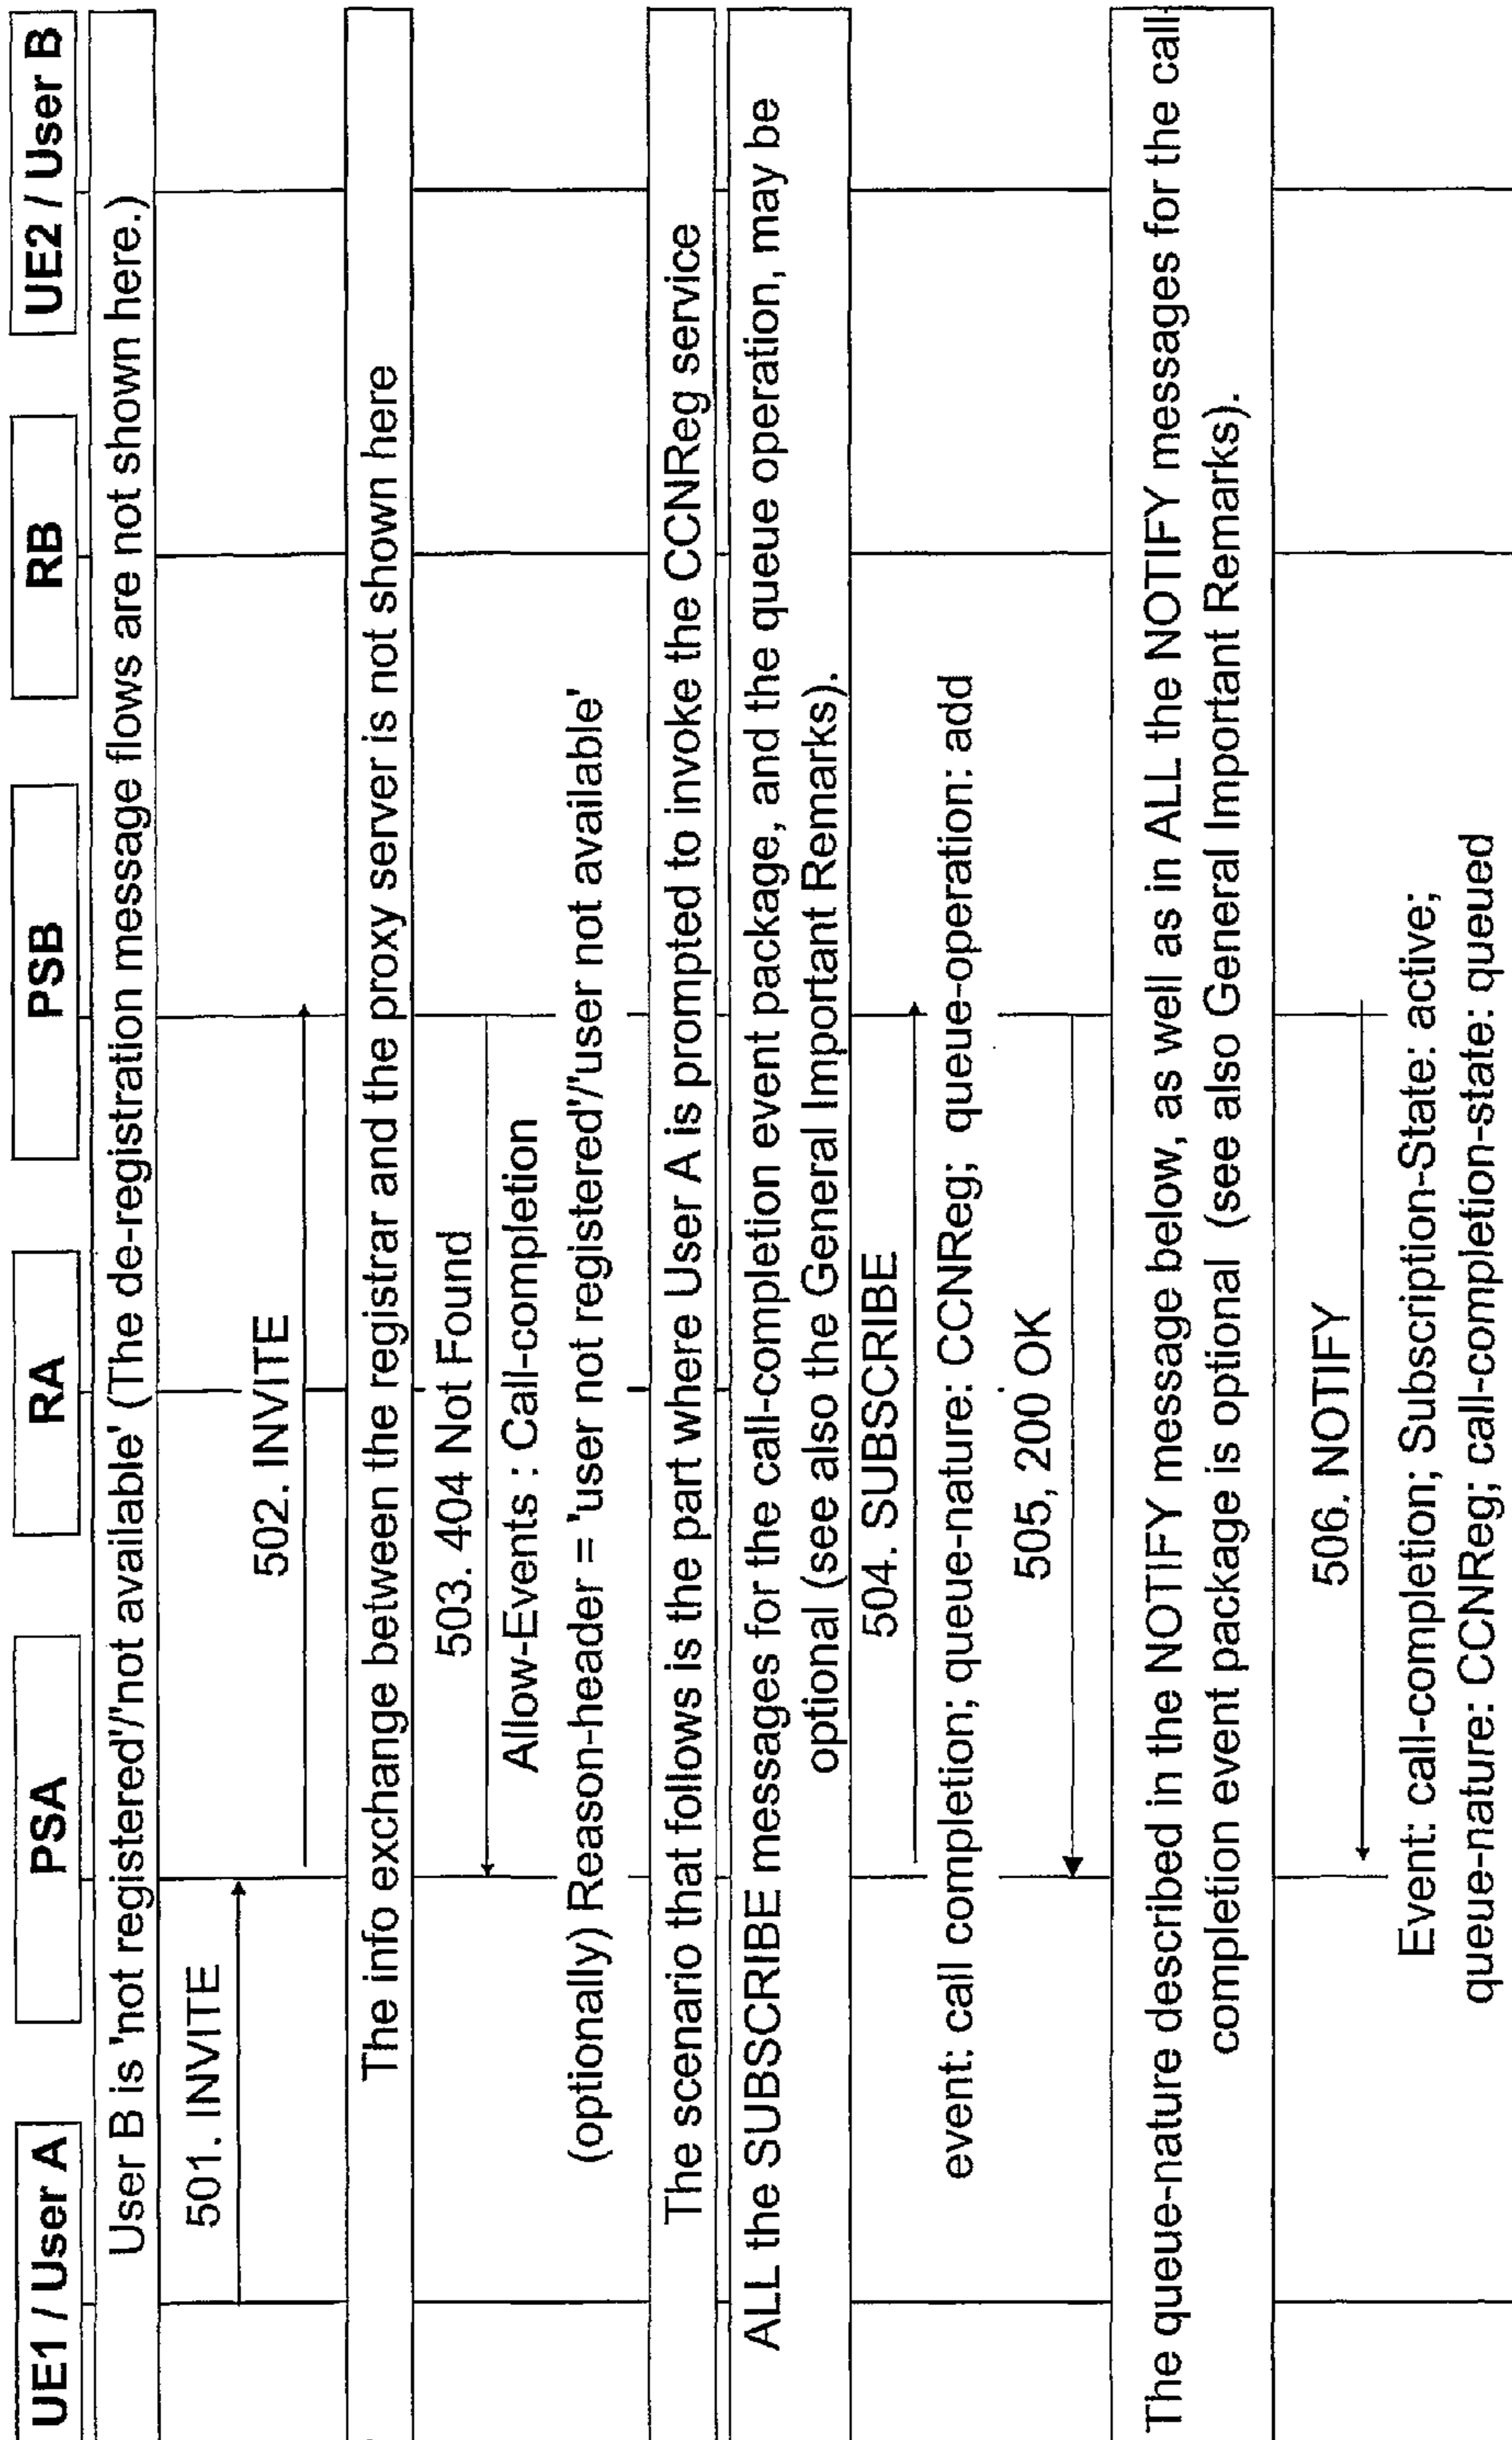 UE1 / User A
PSA
RA
PSB
RB
UE2 / User B
User B is 'not registered'/'not available' (The de-registration message flows are not shown here.)
501. INVITE
502. INVITE
The info exchange between the registrar and the proxy server is not shown here
503. 404 Not Found
Allow-Events : Call-completion
(optionally) Reason-header = 'user not registered'/'user not available'
The scenario that follows is the part where User A is prompted to invoke the CCNReg service
ALL the SUBSCRIBE messages for the call-completion event package, and the queue operation, may be
optional (see also the General Important Remarks).
504. SUBSCRIBE
event: call completion; queue-nature: CCNReg; queue-operation: add
505, 200 OK
The queue-nature described in the NOTIFY message below, as well as in ALL the NOTIFY messages for the call-
completion event package is optional (see also General Important Remarks).
506. NOTIFY
Event: call-completion; Subscription-State: active;
queue-nature: CCNReg; call-completion-state: queued